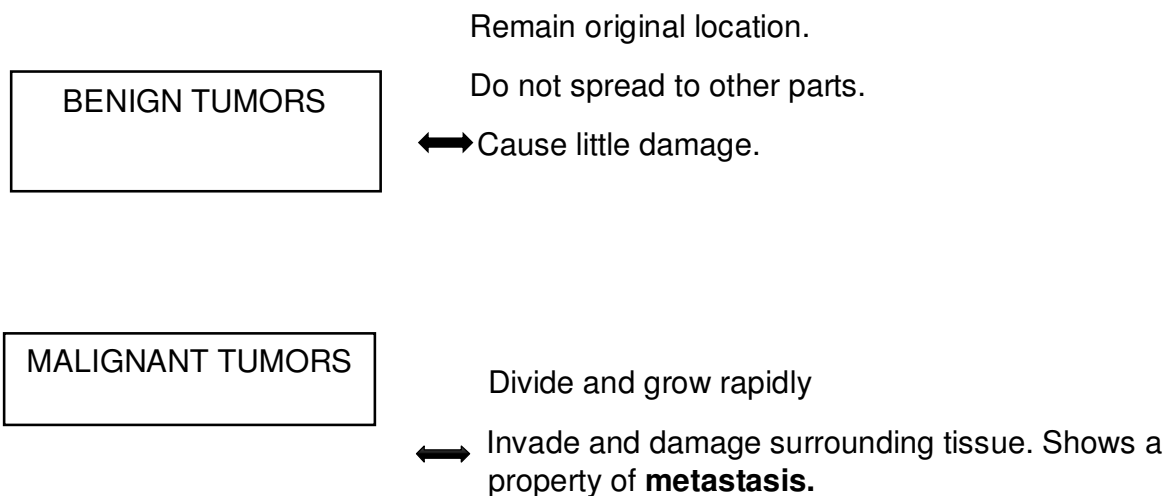 Remain original location.
BENIGN TUMORS
Do not spread to other parts.
Cause little damage.
MALIGNANT TUMORS
Divide and grow rapidly
Invade and damage surrounding tissue. Shows a
property of metastasis.